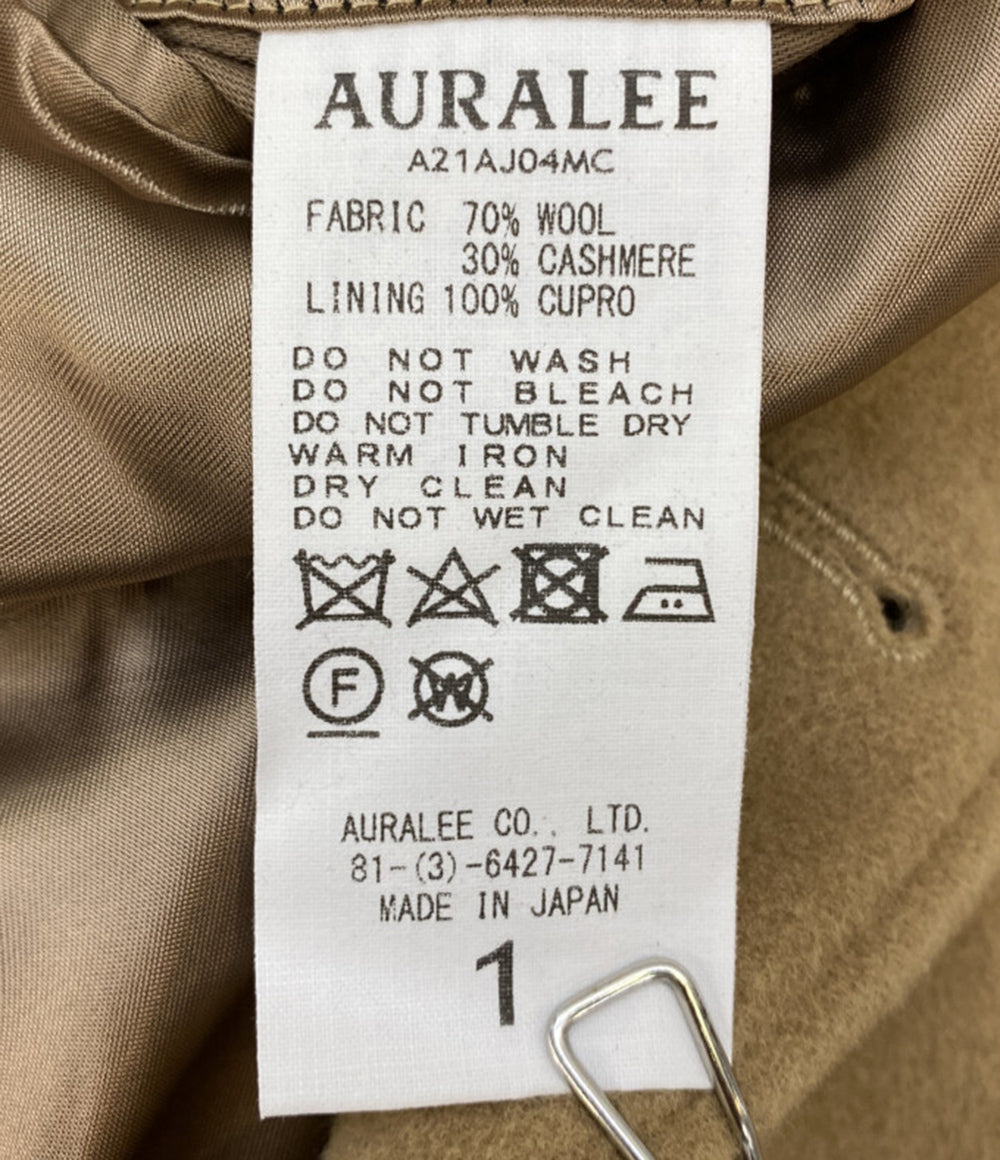 AURALEE
A21AJ04MC
FABRIC 70% WOOL
30% CASHMERE
LINING 100% CUPRO
DO NOT WASH
DO NOT BLEACH
DO NOT TUMBLE DRY
WARM IRON
DRY CLEAN
DO NOT WET CLEAN
F W
AURALEE CO., LTD.
81-(3)-6427-7141
MADE IN JAPAN
1